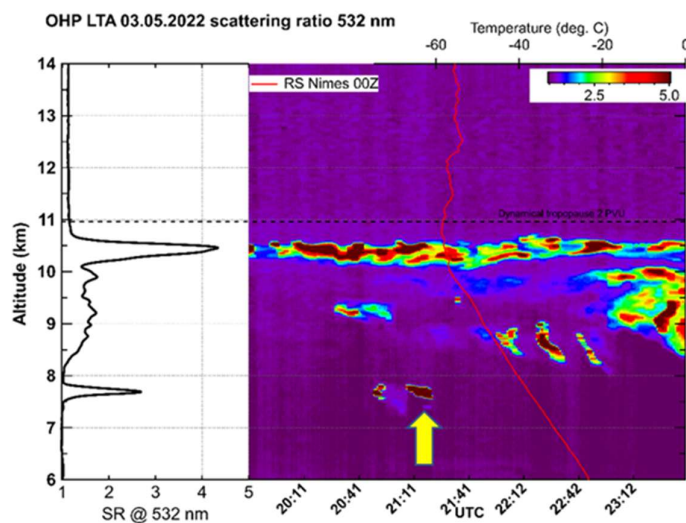 OHP LTA 03.05.2022 scattering ratio 532 nm
Temperature (deg. C)
-60 -40 -20 0
RS Nimes 00Z
2.5 5.0
14
13
12
11
10
9
8
7
6
Altitude (km)
Dynamical tropopause 2 PVU
1 2 3 4 5
SR @ 532 nm
20:11 20:41 21:11 21:41 22:12 22:42 23:12
UTC